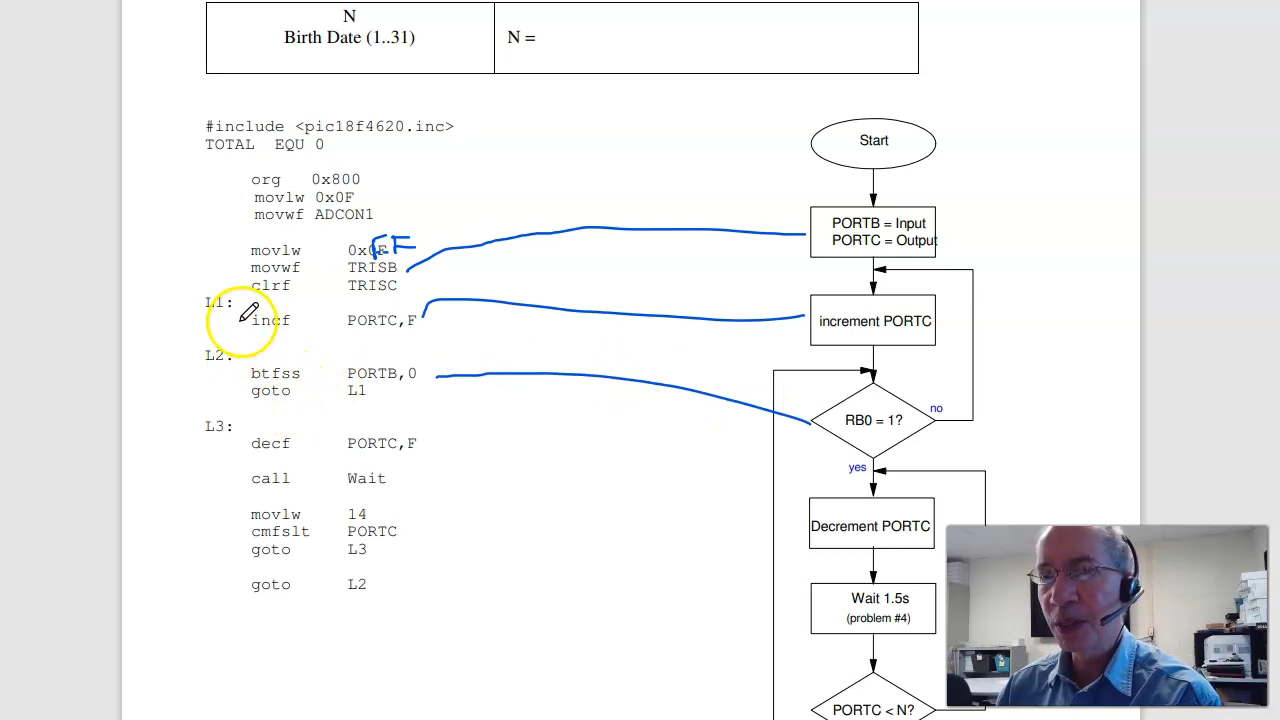 N
Birth Date (1..31)
N =
#include <pic18f4620.inc>
TOTAL EQU 0
org 0x800
movlw 0x0F
movwf ADCON1
movlw 0x0F
FF
movwf TRISB
clrf TRISC
L1:
incf PORTC,F
L2:
btfss PORTB,0
goto L1
L3:
decf PORTC,F
call Wait
movlw 14
cmfslt PORTC
goto L3
goto L2
Start
PORTB = Input
PORTC = Output
increment PORTC
RB0 = 1?
no
yes
Decrement PORTC
Wait 1.5s
(problem #4)
PORTC < N?